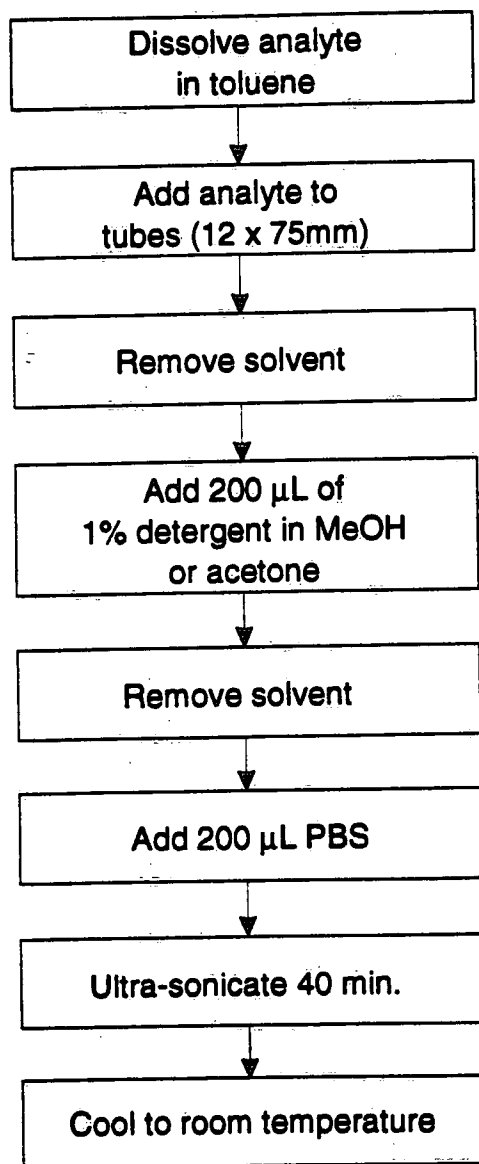 Dissolve analyte
in toluene
Add analyte to
tubes (12 x 75mm)
Remove solvent
Add 200 µL of
1% detergent in MeOH
or acetone
Remove solvent
Add 200 µL PBS
Ultra-sonicate 40 min.
Cool to room temperature